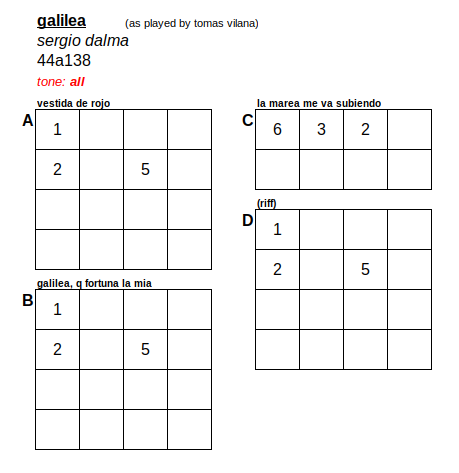 galilea (as played by tomas vilana)
sergio dalma
44a138
tone: all
vestida de rojo
A 1
2 5
galilea, q fortuna la mia
B 1
2 5
la marea me va subiendo
C 6 3 2
(riff)
D 1
2 5